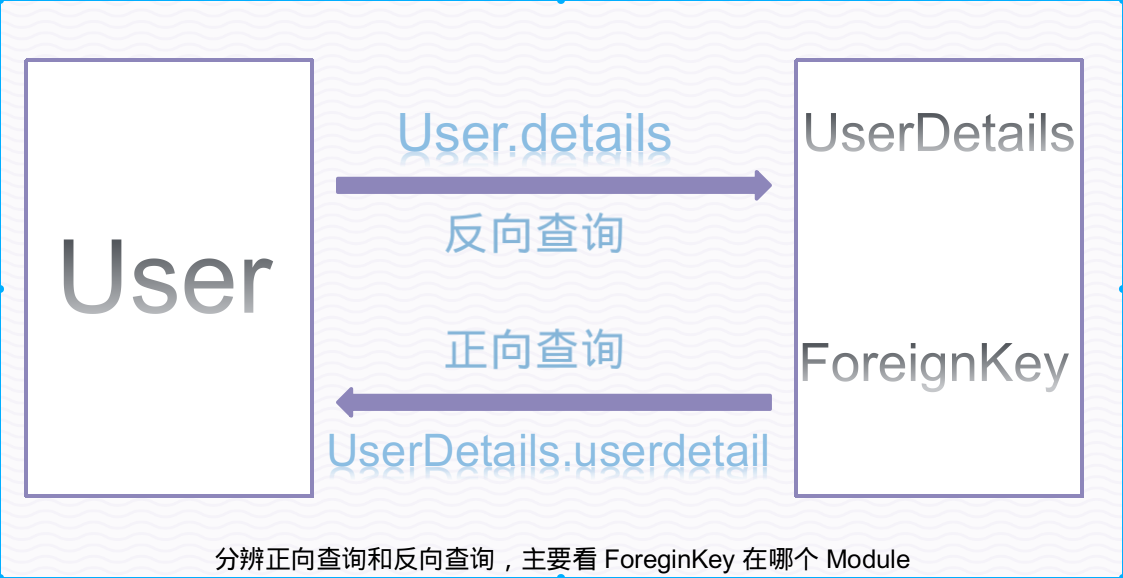 User.details
UserDetails
反向查询
User
正向查询
ForeignKey
UserDetails.userdetail
分辨正向查询和反向查询，主要看 ForeginKey 在哪个 Module